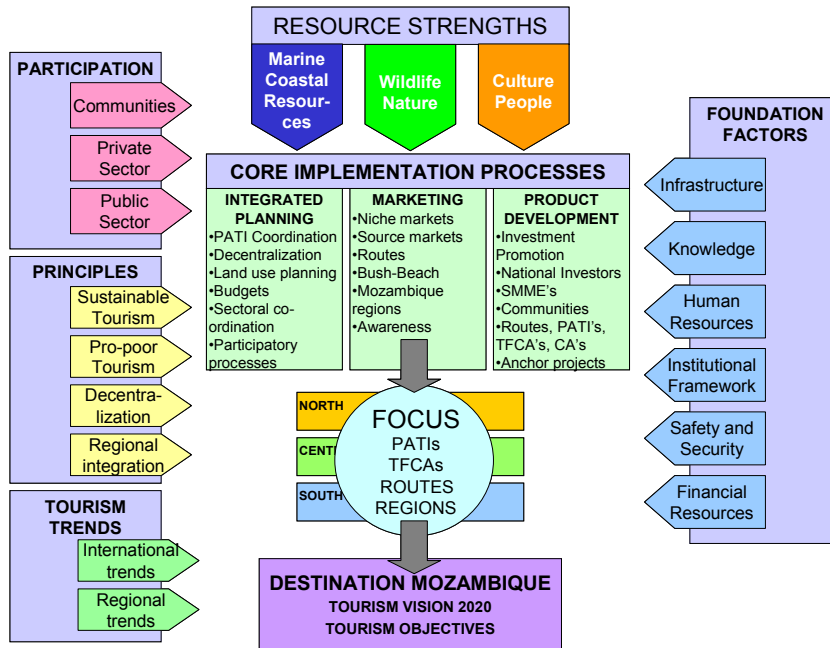 RESOURCE STRENGTHS
Marine
Coastal
Resour-
ces
Wildlife
Nature
Culture
People
PARTICIPATION
Communities
Private
Sector
Public
Sector
PRINCIPLES
Sustainable
Tourism
Pro-poor
Tourism
Decentra-
lization
Regional
integration
TOURISM
TRENDS
International
trends
Regional
trends
CORE IMPLEMENTATION PROCESSES
INTEGRATED
PLANNING
•PATI Coordination
•Decentralization
•Land use planning
•Budgets
•Sectoral co-
ordination
•Participatory
processes
MARKETING
•Niche markets
•Source markets
•Routes
•Bush-Beach
•Mozambique
regions
•Awareness
PRODUCT
DEVELOPMENT
•Investment
Promotion
•National Investors
•SMME's
•Communities
•Routes, PATI's,
TFCA's, CA's
•Anchor projects
NORTH
CENT
SOUTH
FOCUS
PATIs
TFCAs
ROUTES
REGIONS
DESTINATION MOZAMBIQUE
TOURISM VISION 2020
TOURISM OBJECTIVES
FOUNDATION
FACTORS
Infrastructure
Knowledge
Human
Resources
Institutional
Framework
Safety and
Security
Financial
Resources